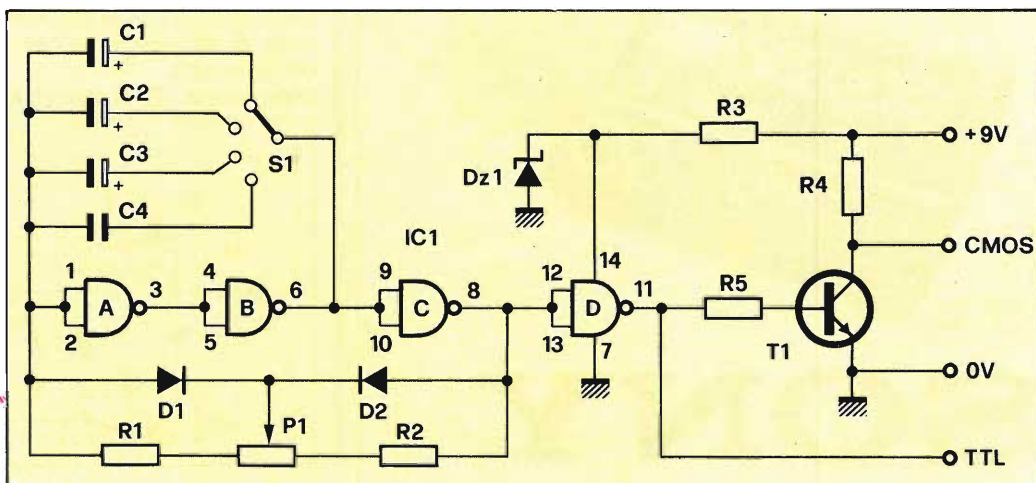 C1
+
C2
+
C3
+
C4
S1
R3
+9V
Dz1
R4
IC1
CMOS
1
2
A
3
4
5
B
6
9
10
C
8
12
13
14
D
11
7
R5
T1
0V
D1
D2
P1
R1
R2
TTL